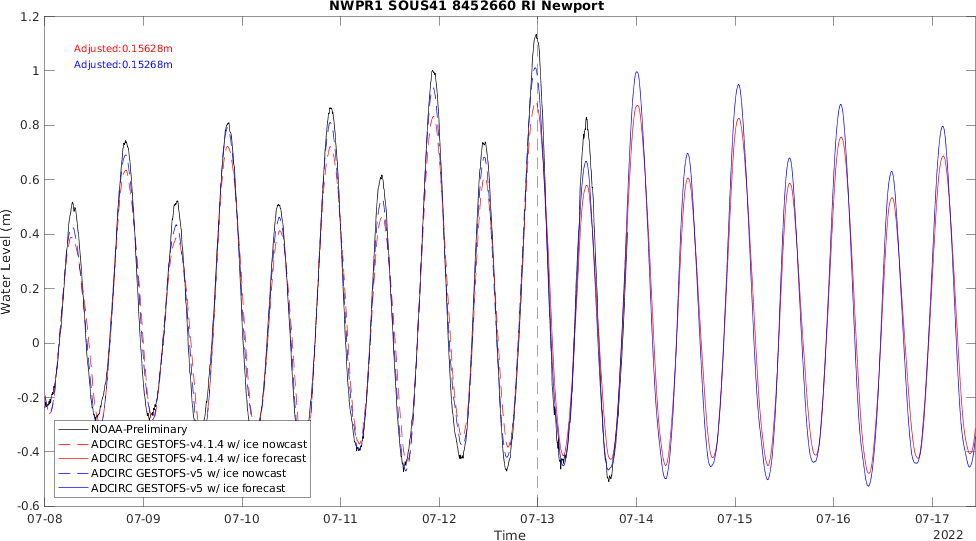 NWPR1 SOUS41 8452660 RI Newport
1.2
1
0.8
0.6
0.4
0.2
0
-0.2
-0.4
-0.6
Water Level (m)
Adjusted:0.15628m
Adjusted:0.15268m
NOAA-Preliminary
ADCIRC GESTOFS-v4.1.4 w/ ice nowcast
ADCIRC GESTOFS-v4.1.4 w/ ice forecast
ADCIRC GESTOFS-v5 w/ ice nowcast
ADCIRC GESTOFS-v5 w/ ice forecast
07-08 07-09 07-10 07-11 07-12 07-13 07-14 07-15 07-16 07-17
Time
2022